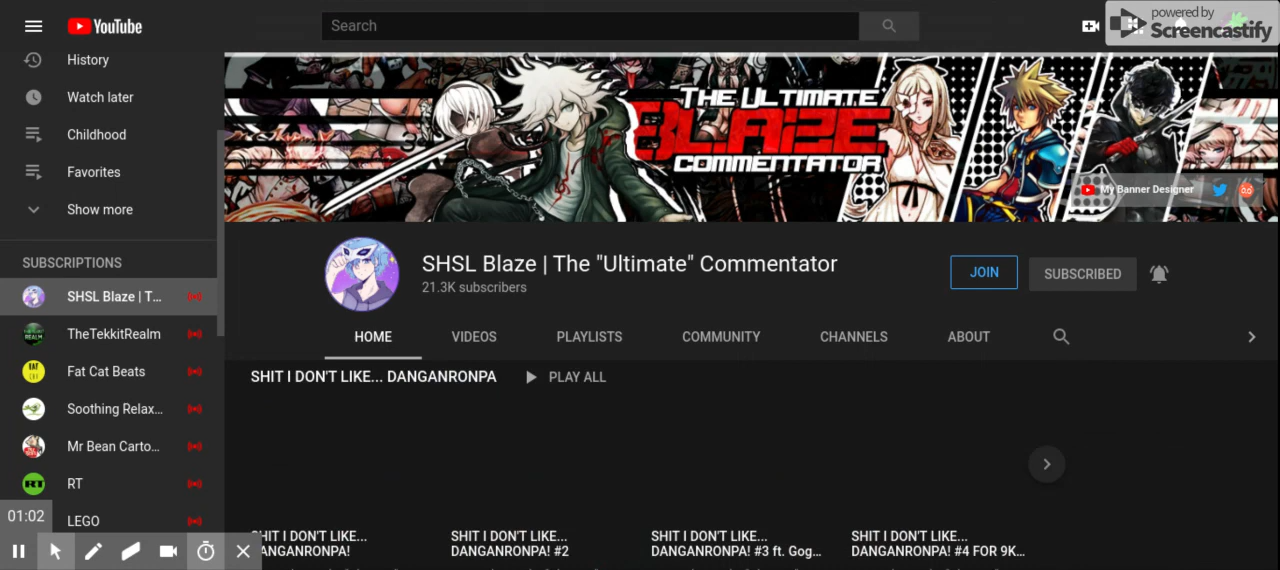 YouTube
Search
powered by
Screencastify
History
Watch later
Childhood
Favorites
Show more
SUBSCRIPTIONS
SHSL Blaze | T...
TheTekkitRealm
Fat Cat Beats
Soothing Relax...
Mr Bean Carto...
RT
LEGO
01:02
THE ULTIMATE
BLAZE
COMMENTATOR
My Banner Designer
SHSL Blaze | The "Ultimate" Commentator
21.3K subscribers
JOIN
SUBSCRIBED
HOME
VIDEOS
PLAYLISTS
COMMUNITY
CHANNELS
ABOUT
SHIT I DON'T LIKE... DANGANRONPA
PLAY ALL
SHIT I DON'T LIKE...
DANGANRONPA!
SHIT I DON'T LIKE...
DANGANRONPA! #2
SHIT I DON'T LIKE...
DANGANRONPA! #3 ft. Gog...
SHIT I DON'T LIKE...
DANGANRONPA! #4 FOR 9K...